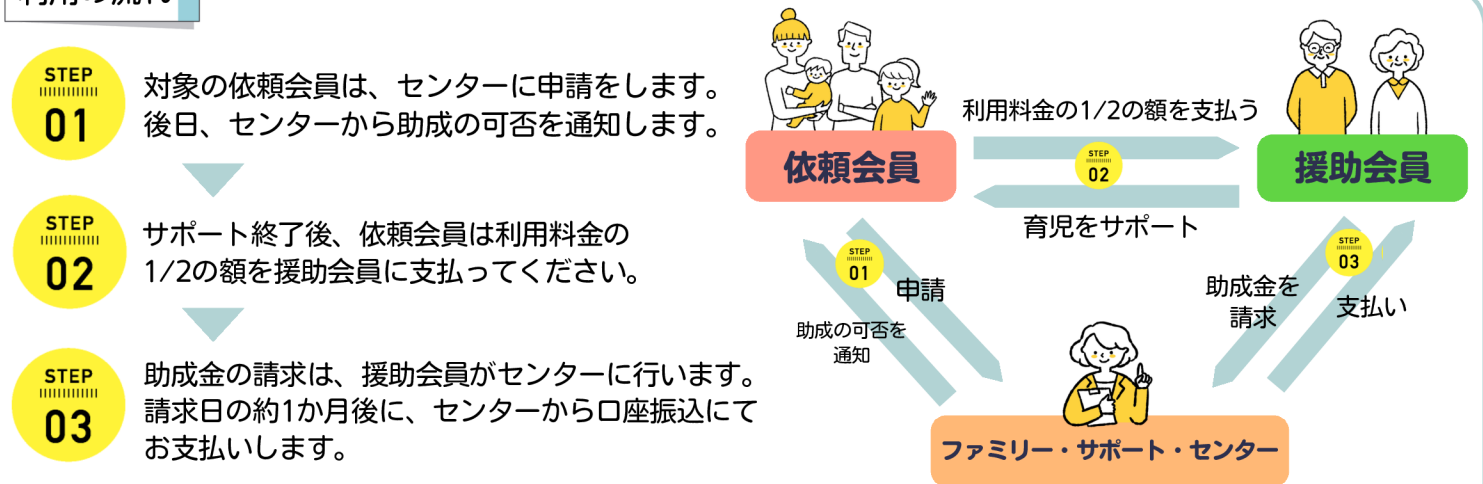 STEP
01
対象の依頼会員は、センターに申請をします。
後日、センターから助成の可否を通知します。
STEP
02
サポート終了後、依頼会員は利用料金の
1/2の額を援助会員に支払ってください。
STEP
03
助成金の請求は、援助会員がセンターに行います。
請求日の約1か月後に、センターから口座振込にて
お支払いします。
依頼会員
利用料金の1/2の額を支払う
STEP
02
育児をサポート
援助会員
STEP
01
申請
助成の可否を
通知
STEP
03
助成金を
請求
支払い
ファミリー・サポート・センター